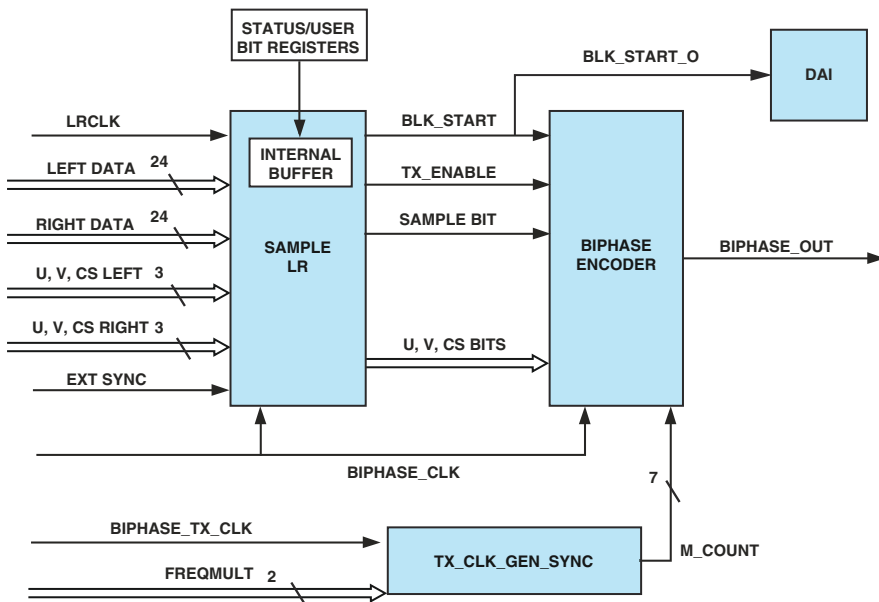 STATUS/USER
BIT REGISTERS
BLK_START_O
DAI
LRCLK
BLK_START
INTERNAL
BUFFER
LEFT DATA 24
TX_ENABLE
RIGHT DATA 24
SAMPLE BIT
SAMPLE
LR
BIPHASE
ENCODER
BIPHASE_OUT
U, V, CS LEFT 3
U, V, CS RIGHT 3
U, V, CS BITS
EXT SYNC
BIPHASE_CLK
7
BIPHASE_TX_CLK
TX_CLK_GEN_SYNC
M_COUNT
FREQMULT 2